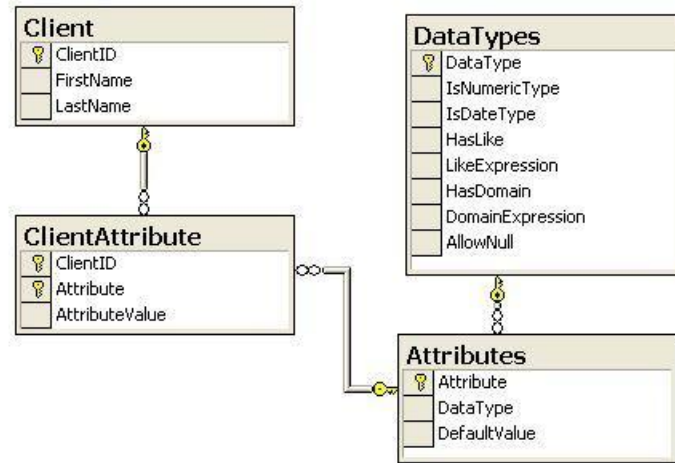 Client
ClientID
FirstName
LastName
DataTypes
DataType
IsNumericType
IsDateType
HasLike
LikeExpression
HasDomain
DomainExpression
AllowNull
ClientAttribute
ClientID
Attribute
AttributeValue
Attributes
Attribute
DataType
DefaultValue